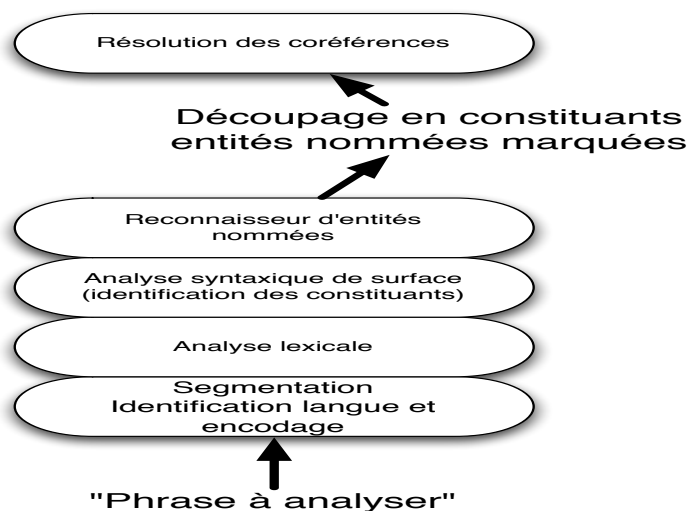 Résolution des coréférences
Découpage en constituants
entités nommées marquées
Reconnaisseur d'entités
nommées
Analyse syntaxique de surface
(identification des constituants)
Analyse lexicale
Segmentation
Identification langue et
encodage
"Phrase à analyser"